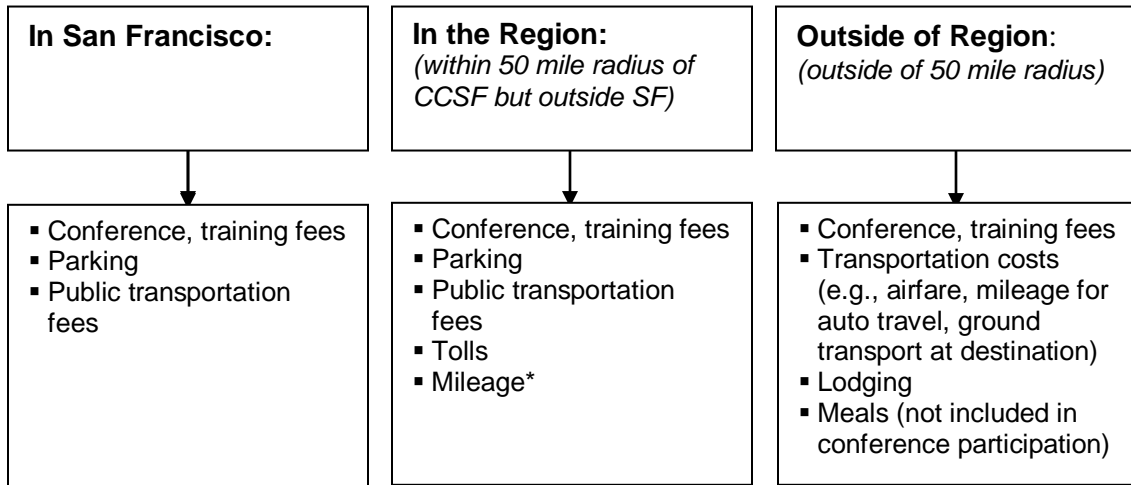 In San Francisco:
In the Region:
(within 50 mile radius of
CCSF but outside SF)
Outside of Region:
(outside of 50 mile radius)
▪ Conference, training fees
▪ Parking
▪ Public transportation
fees
▪ Conference, training fees
▪ Parking
▪ Public transportation
fees
▪ Tolls
▪ Mileage*
▪ Conference, training fees
▪ Transportation costs
(e.g., airfare, mileage for
auto travel, ground
transport at destination)
▪ Lodging
▪ Meals (not included in
conference participation)